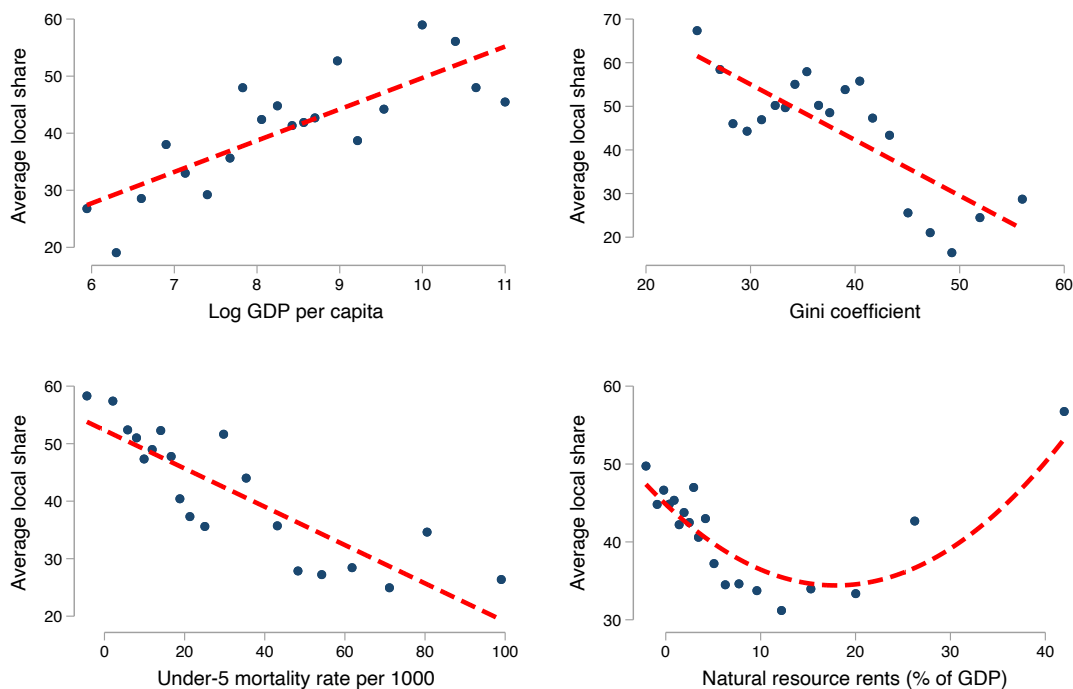 Average local share
60
50
40
30
20
6 7 8 9 10 11
Log GDP per capita
Average local share
70
60
50
40
30
20
20 30 40 50 60
Gini coefficient
Average local share
60
50
40
30
20
0 20 40 60 80 100
Under-5 mortality rate per 1000
Average local share
60
50
40
30
0 10 20 30 40
Natural resource rents (% of GDP)